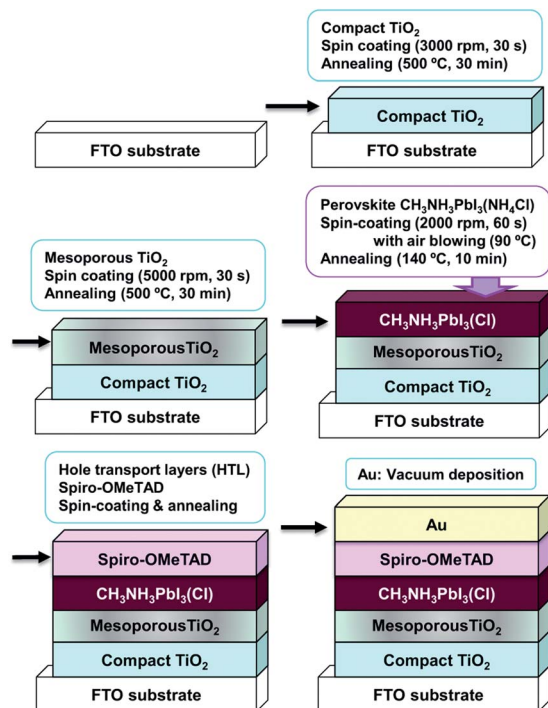 Compact TiO₂
Spin coating (3000 rpm, 30 s)
Annealing (500 ºC, 30 min)
FTO substrate
Compact TiO₂
FTO substrate
Mesoporous TiO₂
Spin coating (5000 rpm, 30 s)
Annealing (500 ºC, 30 min)
MesoporousTiO₂
Compact TiO₂
FTO substrate
Perovskite CH₃NH₃PbI₃(NH₄Cl)
Spin-coating (2000 rpm, 60 s)
with air blowing (90 ºC)
Annealing (140 ºC, 10 min)
CH₃NH₃PbI₃(Cl)
MesoporousTiO₂
Compact TiO₂
FTO substrate
Hole transport layers (HTL)
Spiro-OMeTAD
Spin-coating & annealing
Spiro-OMeTAD
CH₃NH₃PbI₃(Cl)
MesoporousTiO₂
Compact TiO₂
FTO substrate
Au: Vacuum deposition
Au
Spiro-OMeTAD
CH₃NH₃PbI₃(Cl)
MesoporousTiO₂
Compact TiO₂
FTO substrate